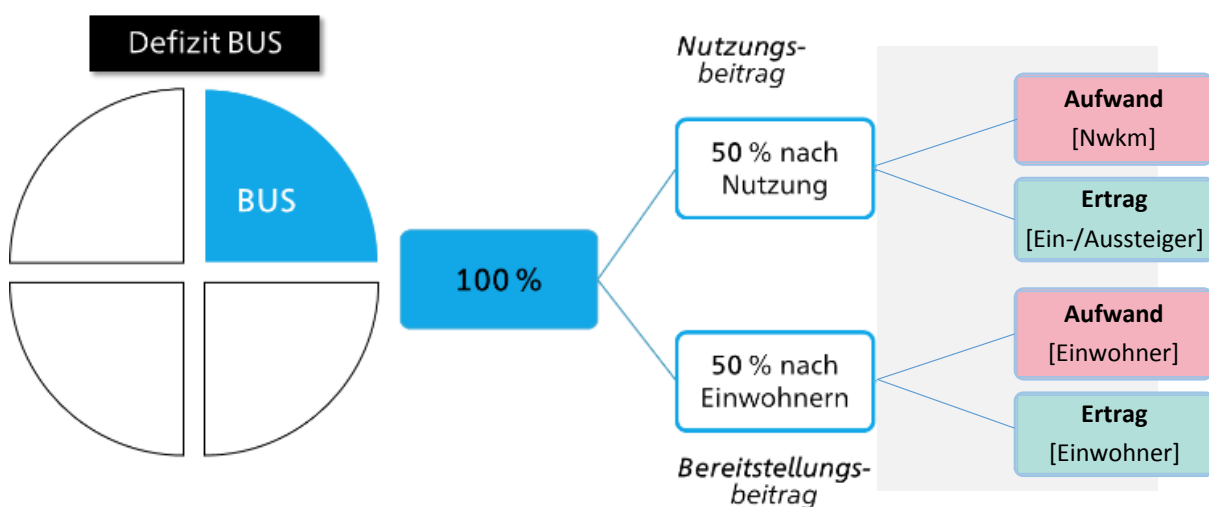 Defizit BUS
BUS
100 %
Nutzungs-
beitrag
50 % nach
Nutzung
50 % nach
Einwohnern
Bereitstellungs-
beitrag
Aufwand
[Nwkm]
Ertrag
[Ein-/Aussteiger]
Aufwand
[Einwohner]
Ertrag
[Einwohner]